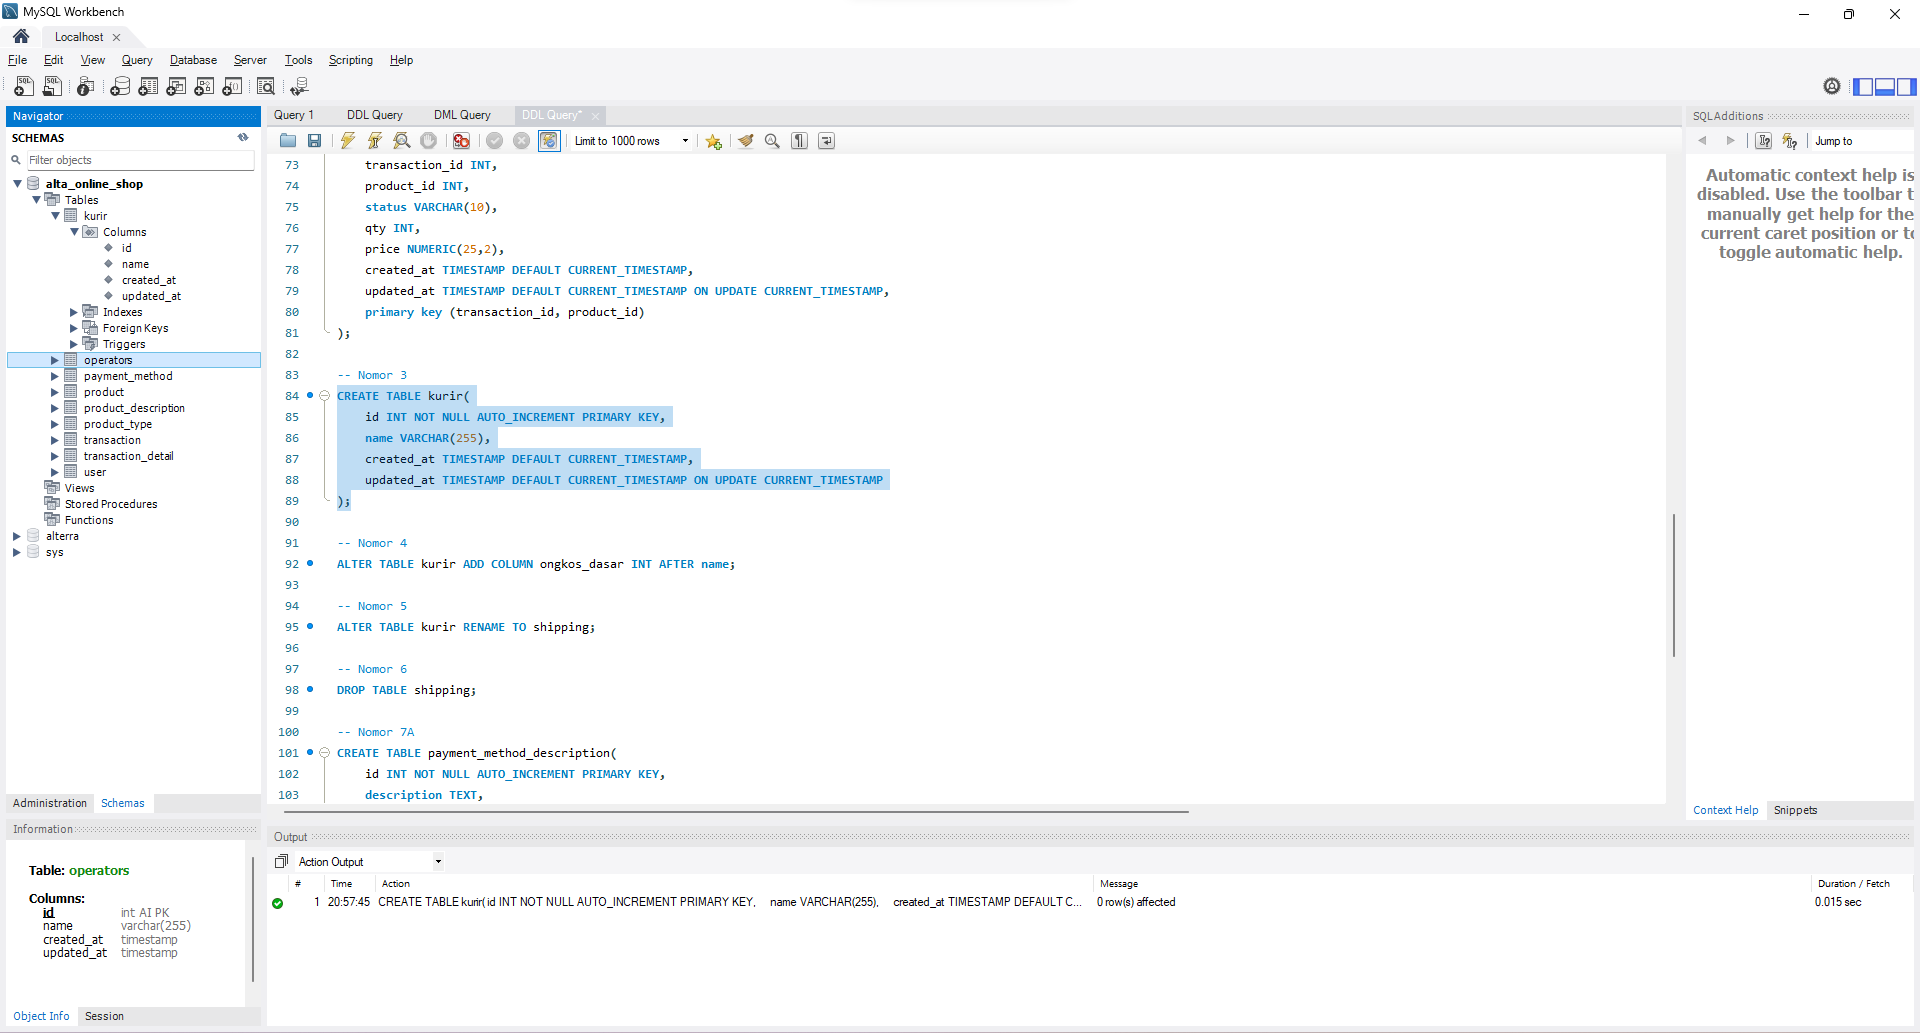 MySQL Workbench
Localhost
File Edit View Query Database Server Tools Scripting Help
Navigator
SCHEMAS
Filter objects
alta_online_shop
Tables
kurir
Columns
id
name
created_at
updated_at
Indexes
Foreign Keys
Triggers
operators
payment_method
product
product_description
product_type
transaction
transaction_detail
user
Views
Stored Procedures
Functions
alterra
sys
Administration Schemas
Information
Table: operators
Columns:
id int AI PK
name varchar(255)
created_at timestamp
updated_at timestamp
Object Info Session
Query 1 DDL Query DML Query DDL Query*
Limit to 1000 rows
73 transaction_id INT,
74 product_id INT,
75 status VARCHAR(10),
76 qty INT,
77 price NUMERIC(25,2),
78 created_at TIMESTAMP DEFAULT CURRENT_TIMESTAMP,
79 updated_at TIMESTAMP DEFAULT CURRENT_TIMESTAMP ON UPDATE CURRENT_TIMESTAMP,
80 primary key (transaction_id, product_id)
81 );
82
83 -- Nomor 3
84 CREATE TABLE kurir(
85 id INT NOT NULL AUTO_INCREMENT PRIMARY KEY,
86 name VARCHAR(255),
87 created_at TIMESTAMP DEFAULT CURRENT_TIMESTAMP,
88 updated_at TIMESTAMP DEFAULT CURRENT_TIMESTAMP ON UPDATE CURRENT_TIMESTAMP
89 );
90
91 -- Nomor 4
92 ALTER TABLE kurir ADD COLUMN ongkos_dasar INT AFTER name;
93
94 -- Nomor 5
95 ALTER TABLE kurir RENAME TO shipping;
96
97 -- Nomor 6
98 DROP TABLE shipping;
99
100 -- Nomor 7A
101 CREATE TABLE payment_method_description(
102 id INT NOT NULL AUTO_INCREMENT PRIMARY KEY,
103 description TEXT,
SQLAdditions
Jump to
Automatic context help is
disabled. Use the toolbar t
manually get help for the
current caret position or to
toggle automatic help.
Context Help Snippets
Output
Action Output
# Time Action Message Duration / Fetch
1 20:57:45 CREATE TABLE kurir( id INT NOT NULL AUTO_INCREMENT PRIMARY KEY, name VARCHAR(255), created_at TIMESTAMP DEFAULT C... 0 row(s) affected 0.015 sec